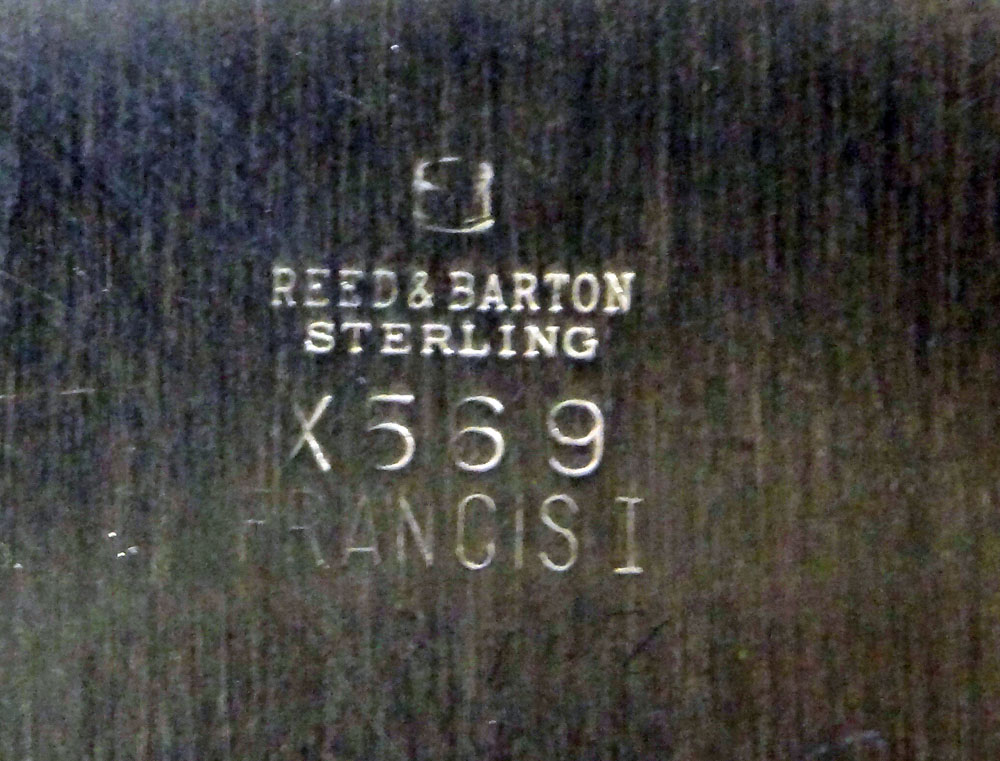 REED & BARTON
STERLING
X569
FRANCIS I